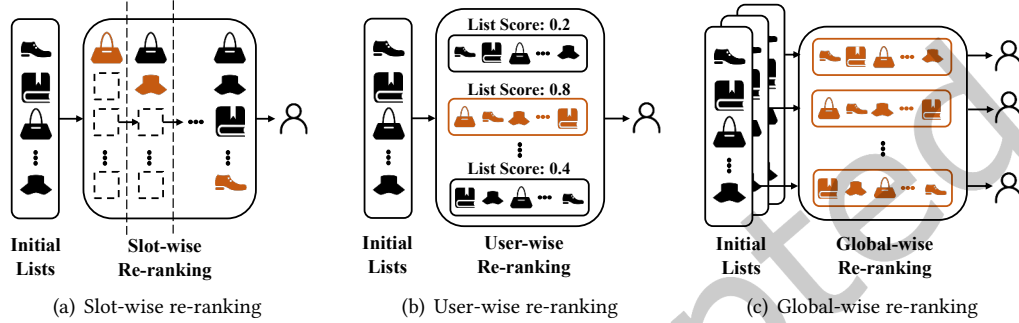 List Score: 0.2
List Score: 0.8
List Score: 0.4
Initial
Lists
Slot-wise
Re-ranking
Initial
Lists
User-wise
Re-ranking
Initial
Lists
Global-wise
Re-ranking
(a) Slot-wise re-ranking
(b) User-wise re-ranking
(c) Global-wise re-ranking
nted